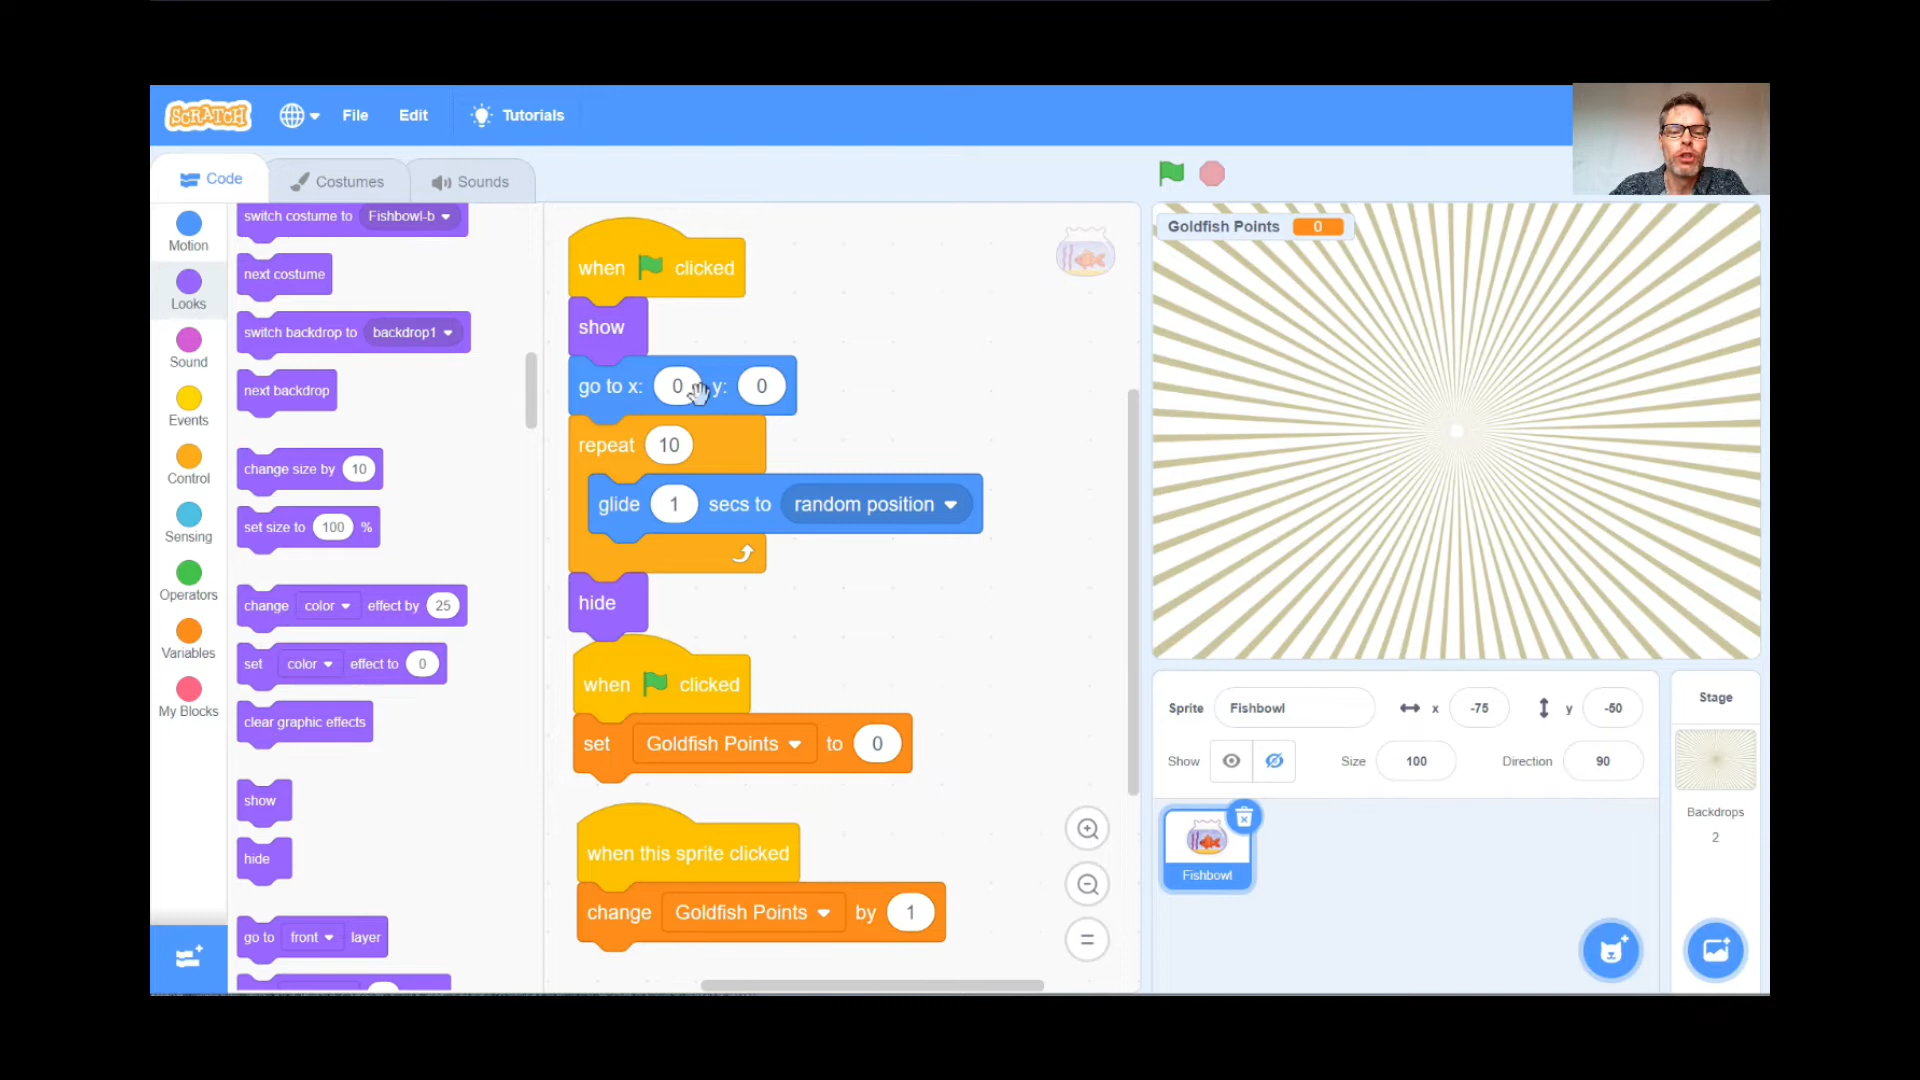 SCRATCH
File
Edit
Tutorials
Code
Costumes
Sounds
Motion
Looks
Sound
Events
Control
Sensing
Operators
Variables
My Blocks
switch costume to Fishbowl-b
next costume
switch backdrop to backdrop1
next backdrop
change size by 10
set size to 100 %
change color effect by 25
set color effect to 0
clear graphic effects
show
hide
go to front layer
when clicked
show
go to x: 0 y: 0
repeat 10
glide 1 secs to random position
hide
when clicked
set Goldfish Points to 0
when this sprite clicked
change Goldfish Points by 1
Goldfish Points 0
Sprite Fishbowl x -75 y -50
Show Size 100 Direction 90
Fishbowl
Stage
Backdrops
2